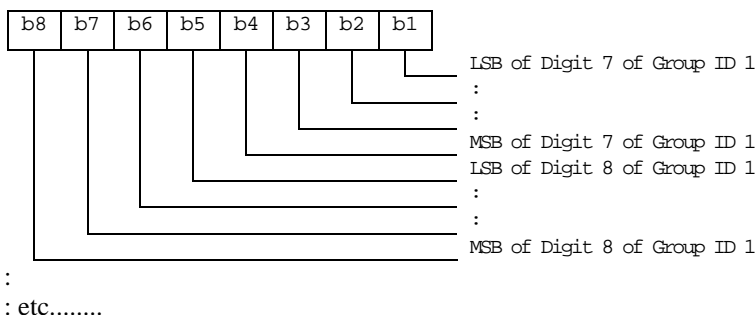 b8 b7 b6 b5 b4 b3 b2 b1
LSB of Digit 7 of Group ID 1
:
:
MSB of Digit 7 of Group ID 1
LSB of Digit 8 of Group ID 1
:
:
MSB of Digit 8 of Group ID 1
:
: etc........